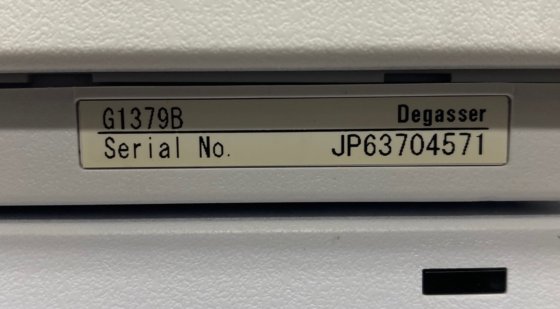 G1379B Degasser
Serial No. JP63704571